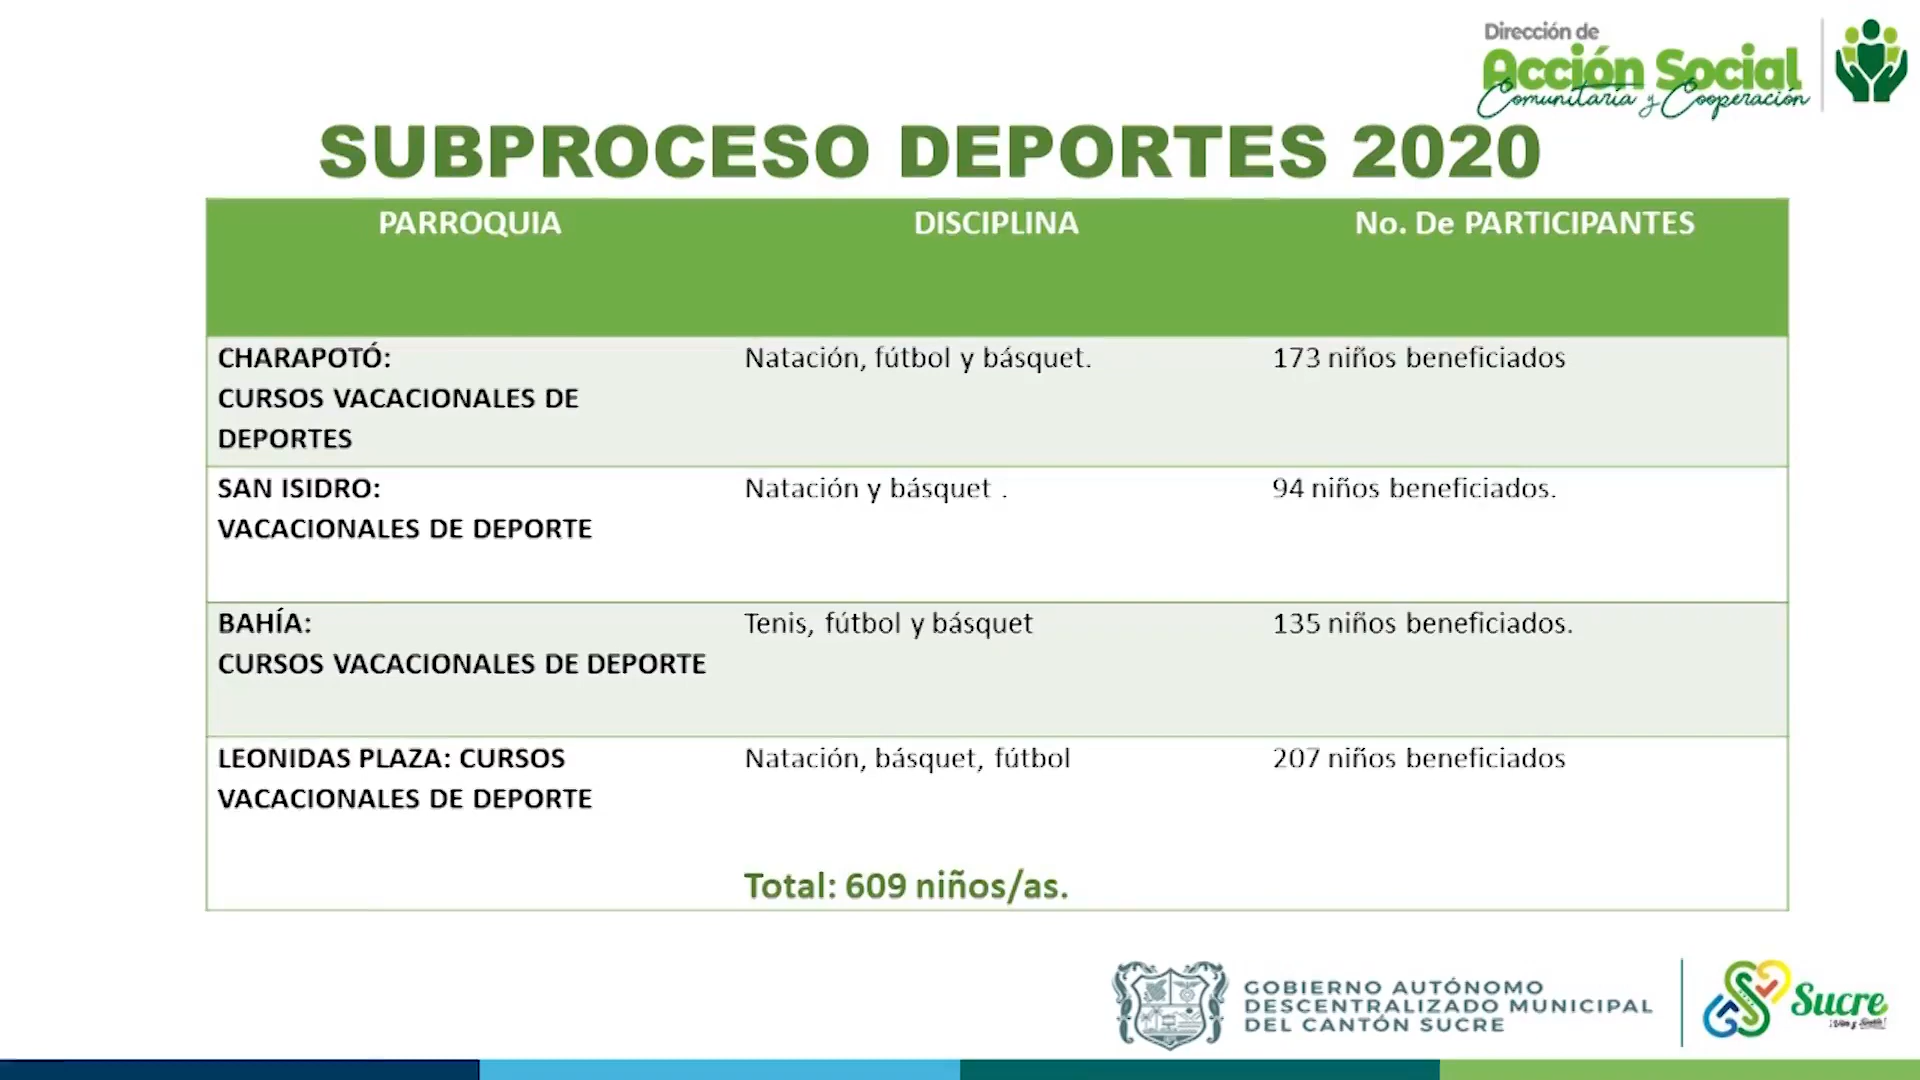 Dirección de
Acción Social
Comunitaria y Cooperación
SUBPROCESO DEPORTES 2020
PARROQUIA DISCIPLINA No. De PARTICIPANTES
CHARAPOTÓ: Natación, fútbol y básquet. 173 niños beneficiados
CURSOS VACACIONALES DE
DEPORTES
SAN ISIDRO: Natación y básquet . 94 niños beneficiados.
VACACIONALES DE DEPORTE
BAHÍA: Tenis, fútbol y básquet 135 niños beneficiados.
CURSOS VACACIONALES DE DEPORTE
LEONIDAS PLAZA: CURSOS Natación, básquet, fútbol 207 niños beneficiados
VACACIONALES DE DEPORTE
Total: 609 niños/as.
GOBIERNO AUTÓNOMO
DESCENTRALIZADO MUNICIPAL
DEL CANTÓN SUCRE
Sucre